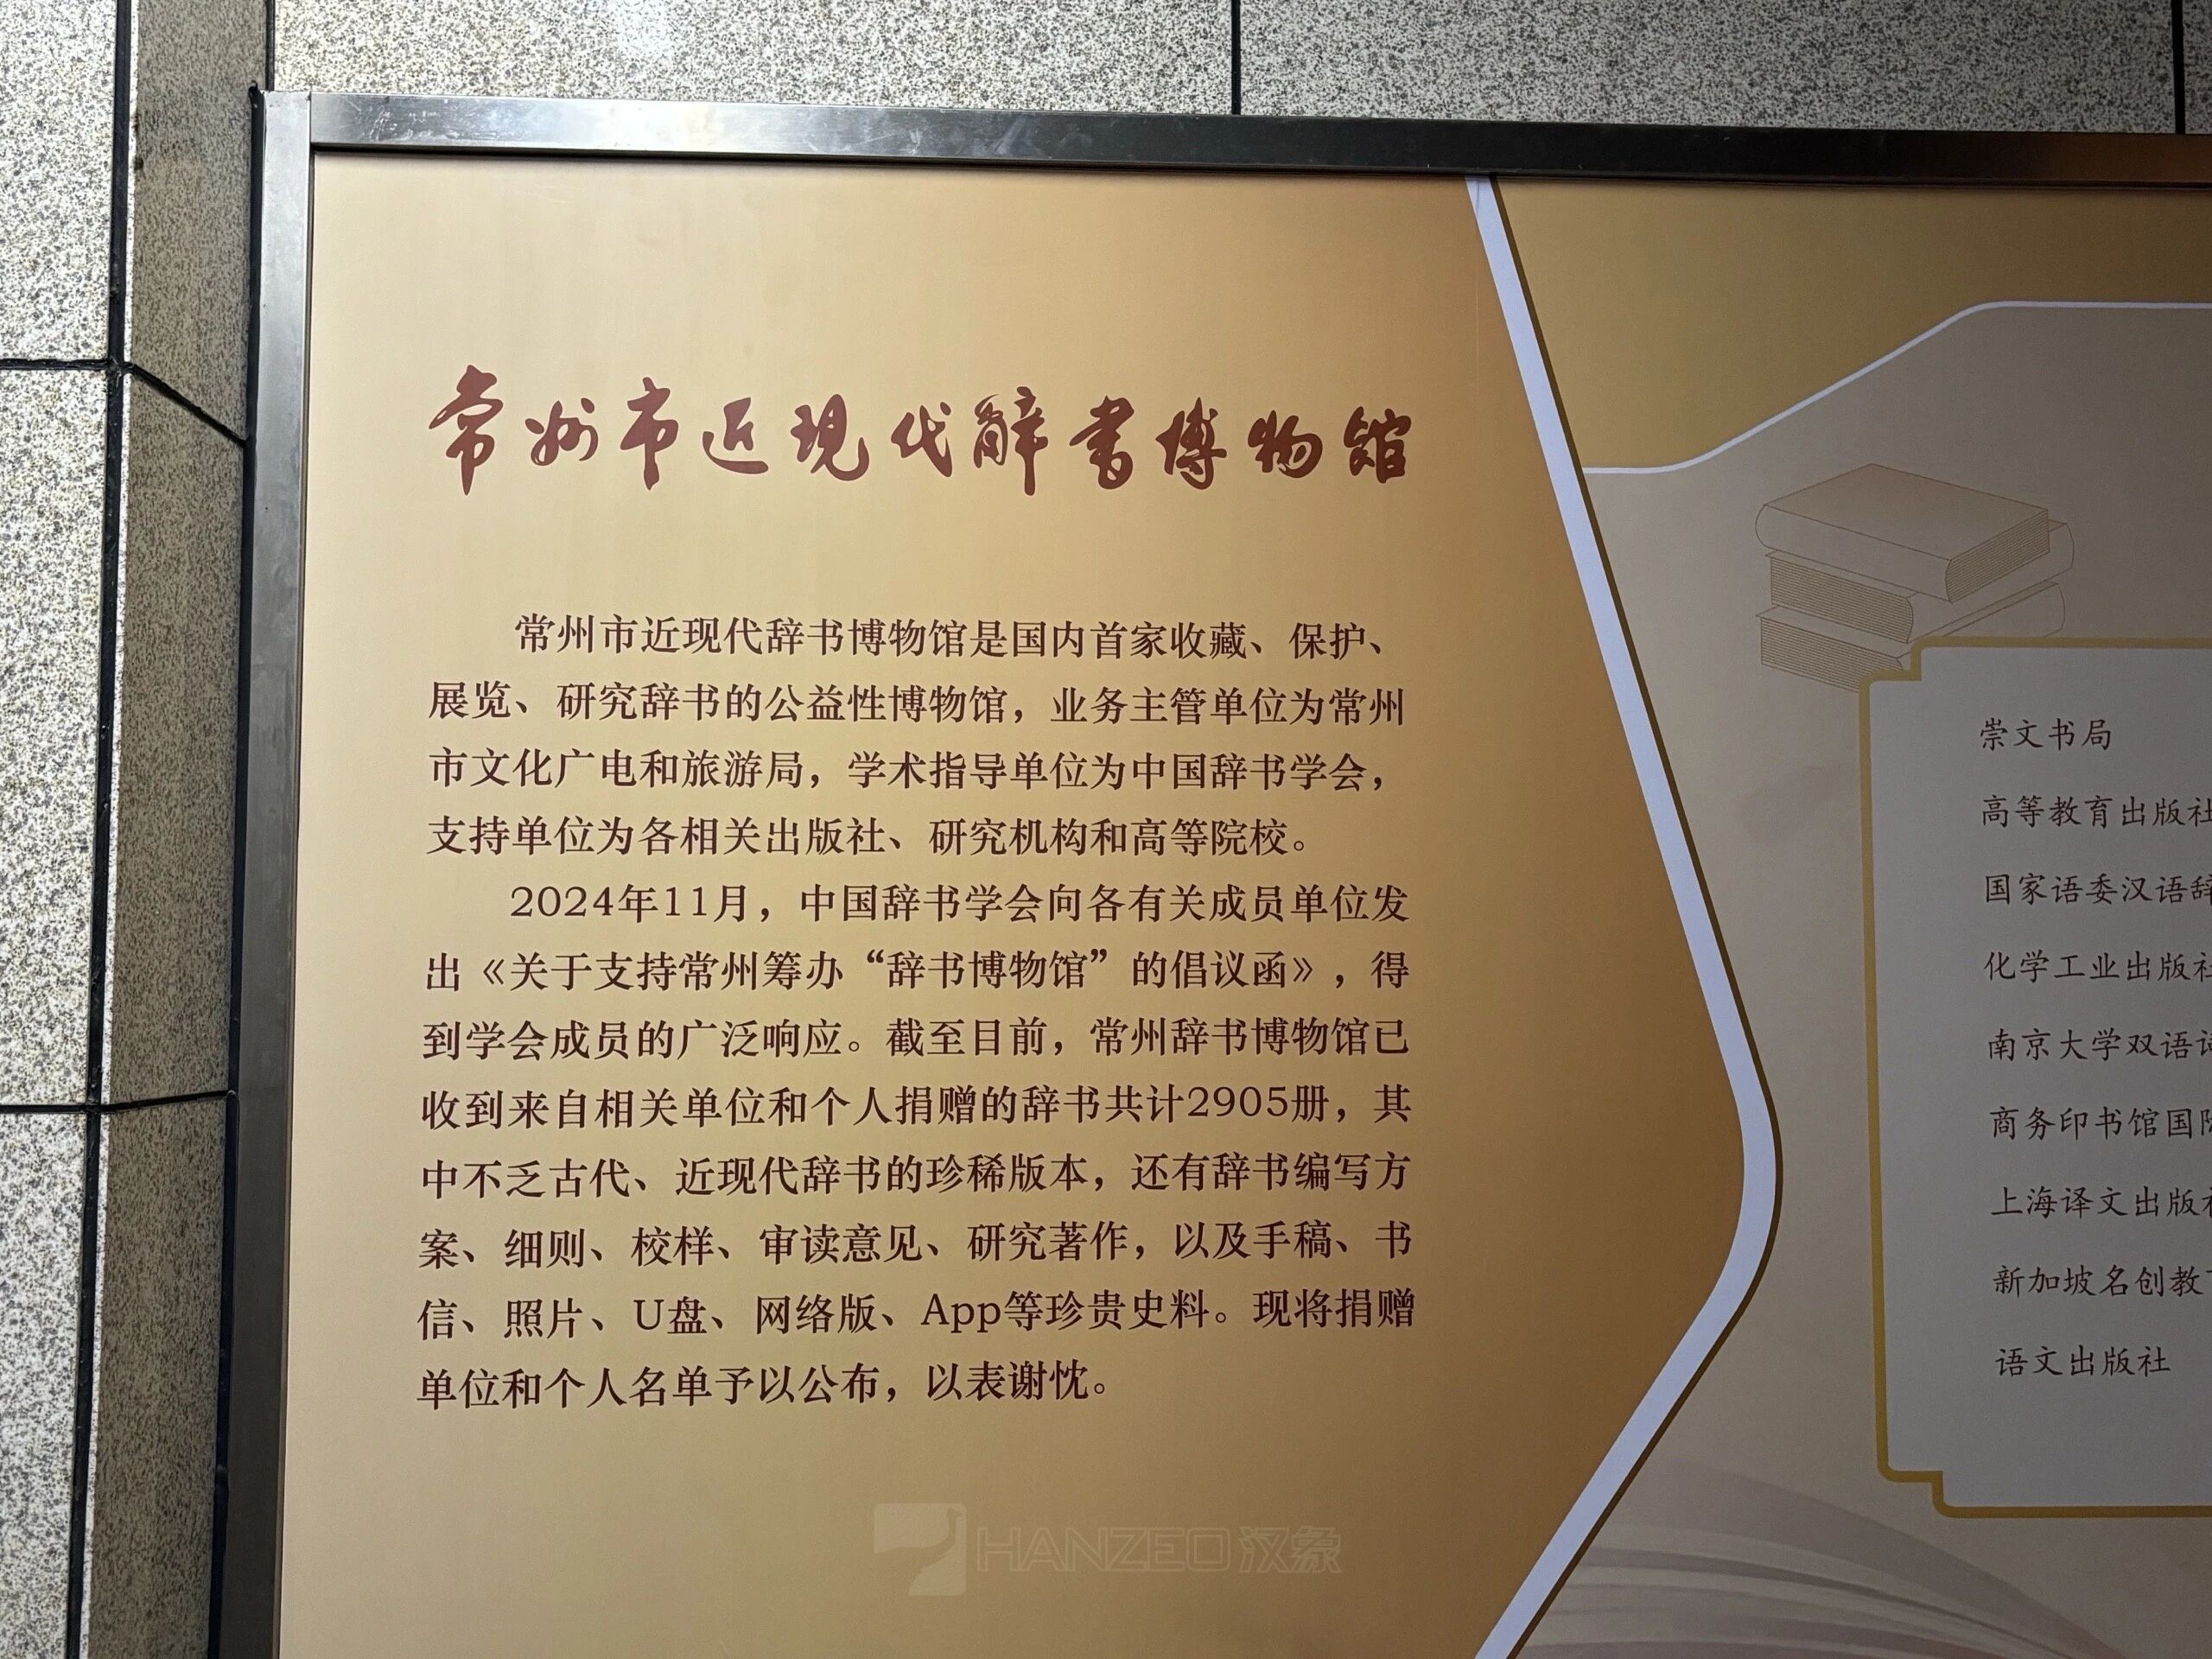 常州市近现代辞书博物馆
常州市近现代辞书博物馆是国内首家收藏、保护、
展览、研究辞书的公益性博物馆，业务主管单位为常州
市文化广电和旅游局，学术指导单位为中国辞书学会，
支持单位为各相关出版社、研究机构和高等院校。
2024年11月，中国辞书学会向各有关成员单位发
出《关于支持常州筹办“辞书博物馆”的倡议函》，得
到学会成员的广泛响应。截至目前，常州辞书博物馆已
收到来自相关单位和个人捐赠的辞书共计2905册，其
中不乏古代、近现代辞书的珍稀版本，还有辞书编写方
案、细则、校样、审读意见、研究著作，以及手稿、书
信、照片、U盘、网络版、App等珍贵史料。现将捐赠
单位和个人名单予以公布，以表谢忱。
HANZEO 汉象
崇文书局
高等教育出版社
国家语委汉语辞
化学工业出版社
南京大学双语词
商务印书馆国际
上海译文出版社
新加坡名创教育
语文出版社